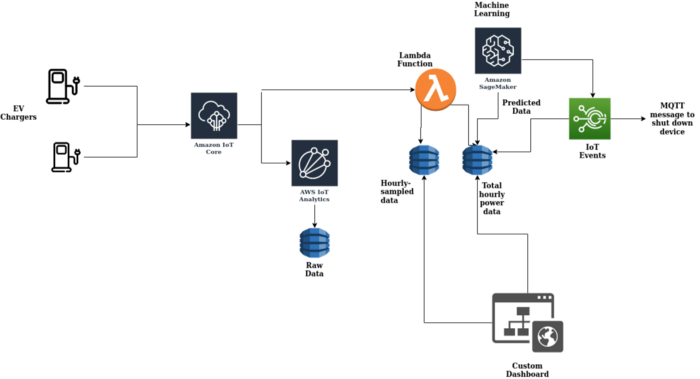 Machine
Learning
Lambda
Function
Amazon
SageMaker
EV
Chargers
Amazon IoT
Core
Predicted
Data
MQTT
message to
shut down
device
IoT
Events
AWS IoT
Analytics
Hourly-
sampled
data
Total
hourly
power
data
Raw
Data
Custom
Dashboard